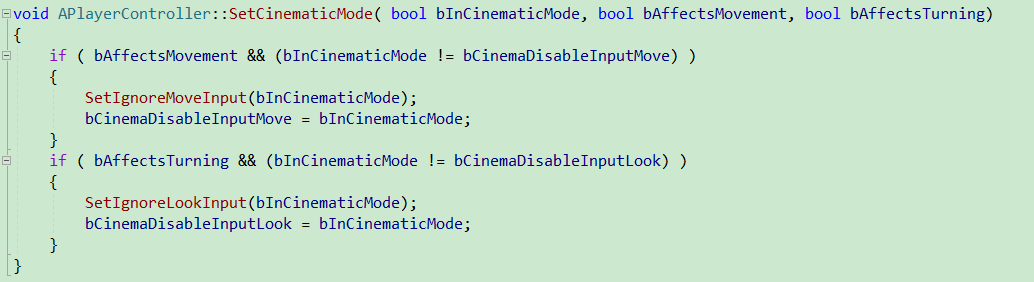 void APlayerController::SetCinematicMode( bool bInCinematicMode, bool bAffectsMovement, bool bAffectsTurning)
{
    if ( bAffectsMovement && (bInCinematicMode != bCinemaDisableInputMove) )
    {
        SetIgnoreMoveInput(bInCinematicMode);
        bCinemaDisableInputMove = bInCinematicMode;
    }
    if ( bAffectsTurning && (bInCinematicMode != bCinemaDisableInputLook) )
    {
        SetIgnoreLookInput(bInCinematicMode);
        bCinemaDisableInputLook = bInCinematicMode;
    }
}